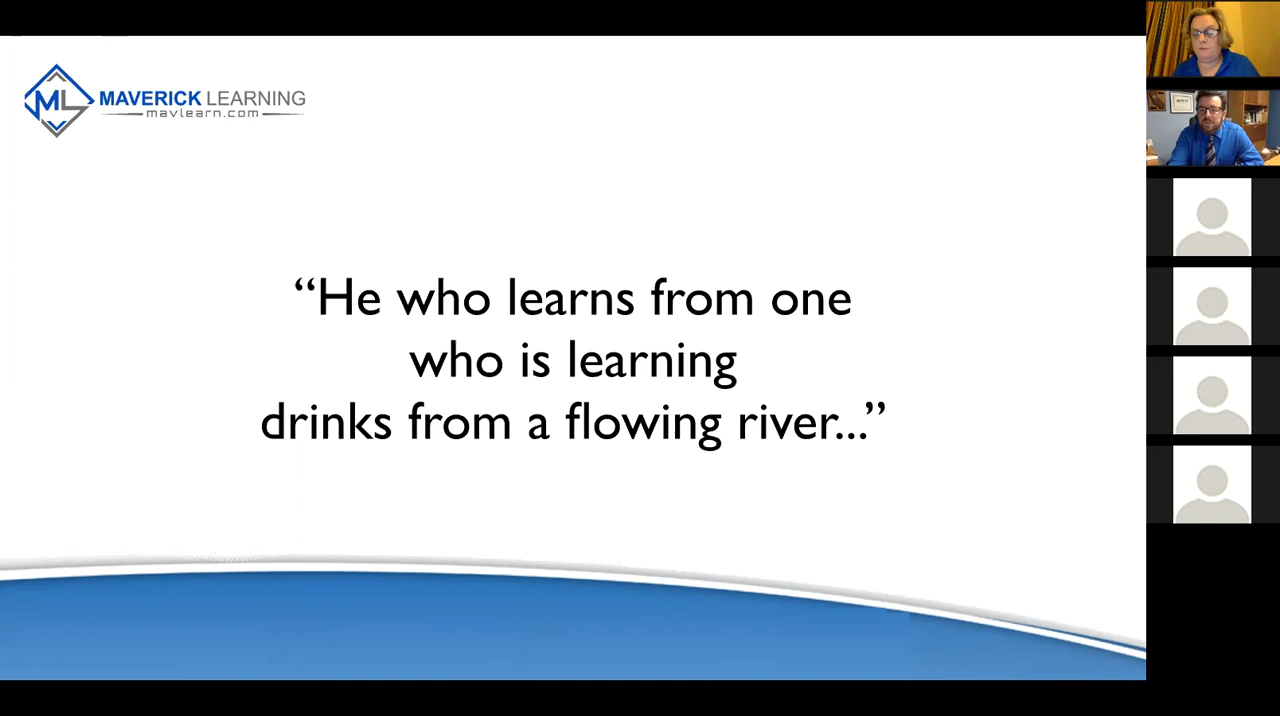 MAVERICK LEARNING
mavlearn.com
“He who learns from one
who is learning
drinks from a flowing river...”